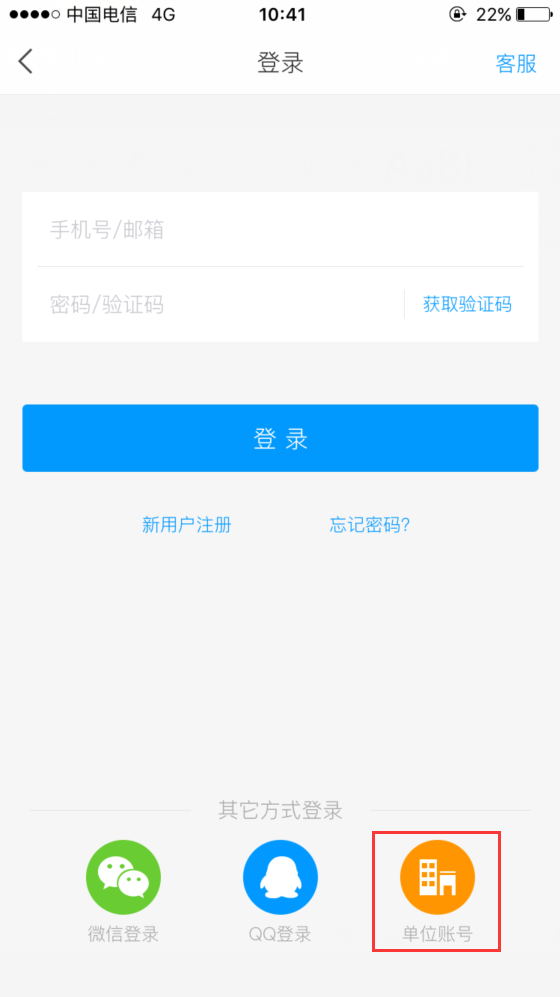 中国电信 4G 10:41 22%
登录 客服
手机号/邮箱
密码/验证码 获取验证码
登 录
新用户注册 忘记密码?
其它方式登录
微信登录 QQ登录 单位账号